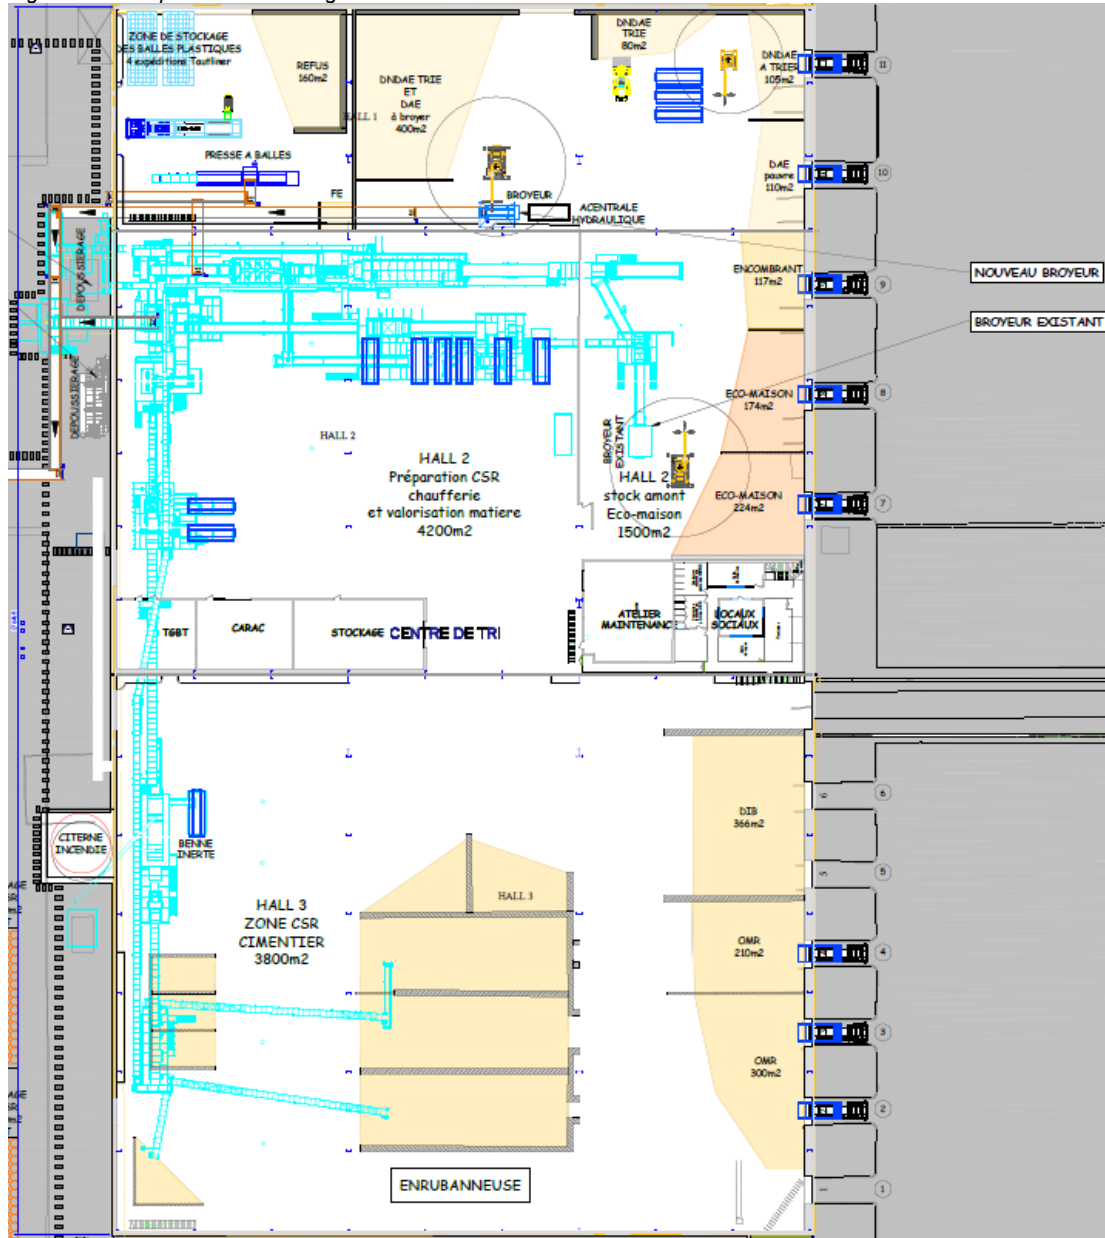 ZONE DE STOCKAGE
DES BALLES PLASTIQUES
4 expéditions Tautliner
REFUS
160m2
DNDAE TRIE
ET
DAE
à broyer
400m2
HALL 1
DNDAE
TRIE
80m2
DNDAE
A TRIER
105m2
11
PRESSE A BALLES
FE
BROYEUR
ACENTRALE
HYDRAULIQUE
DAE
pauvre
110m2
10
DEPOUSSIERAGE
DEPOUSSIERAGE
ENCOMBRANT
117m2
9
NOUVEAU BROYEUR
BROYEUR EXISTANT
ECO-MAISON
174m2
8
HALL 2
HALL 2
Préparation CSR
chaufferie
et valorisation matiere
4200m2
BROYEUR
EXISTANT
HALL 2
stock amont
Eco-maison
1500m2
ECO-MAISON
224m2
7
TGBT
CARAC
STOCKAGE
CENTRE DE TRI
ATELIER
MAINTENANCE
LOCAUX
SOCIAUX
CITERNE
INCENDIE
BENNE
INERTE
DIB
366m2
6
6
5
5
HALL 3
ZONE CSR
CIMENTIER
3800m2
HALL 3
OMR
210m2
4
3
OMR
300m2
2
ENRUBANNEUSE
1
1